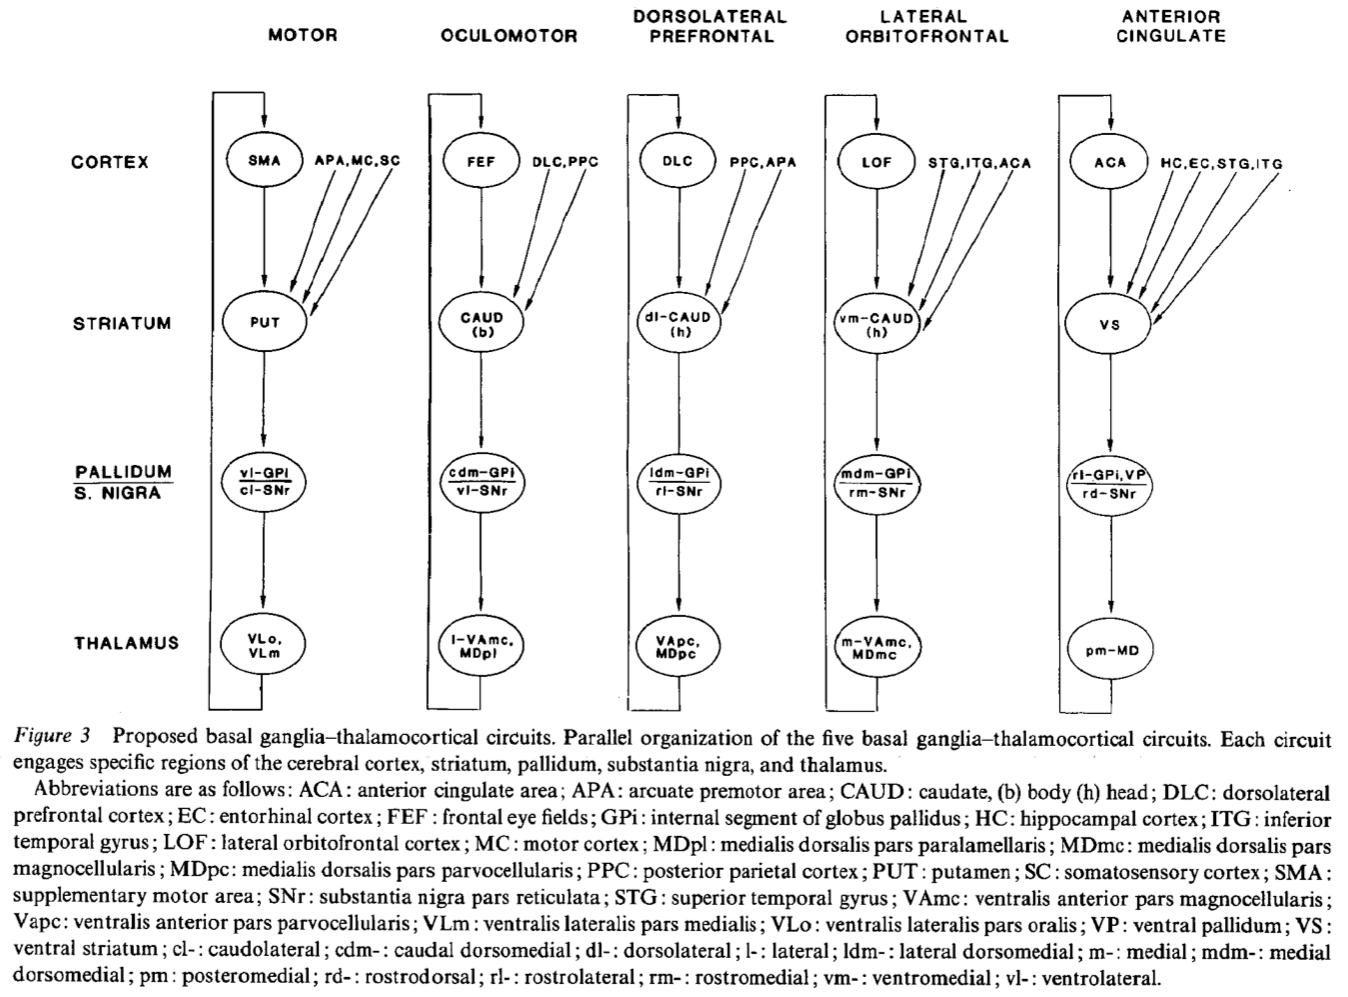 MOTOR
OCULOMOTOR
DORSOLATERAL
PREFRONTAL
LATERAL
ORBITOFRONTAL
ANTERIOR
CINGULATE
CORTEX
SMA
APA,MC,SC
FEF
DLC,PPC
DLC
PPC,APA
LOF
STG,ITG,ACA
ACA
HC,EC,STG,ITG
STRIATUM
PUT
CAUD
(b)
dl-CAUD
(h)
vm-CAUD
(h)
VS
PALLIDUM
S. NIGRA
vl-GPi
cl-SNr
cdm-GPi
vl-SNr
ldm-GPi
rl-SNr
mdm-GPi
rm-SNr
rl-GPi,VP
rd-SNr
THALAMUS
VLo,
VLm
l-VAmc,
MDpl
VApc,
MDpc
m-VAmc,
MDmc
pm-MD
Figure 3 Proposed basal ganglia–thalamocortical circuits. Parallel organization of the five basal ganglia–thalamocortical circuits. Each circuit
engages specific regions of the cerebral cortex, striatum, pallidum, substantia nigra, and thalamus.
Abbreviations are as follows: ACA: anterior cingulate area; APA: arcuate premotor area; CAUD: caudate, (b) body (h) head; DLC: dorsolateral
prefrontal cortex; EC: entorhinal cortex; FEF: frontal eye fields; GPi: internal segment of globus pallidus; HC: hippocampal cortex; ITG: inferior
temporal gyrus; LOF: lateral orbitofrontal cortex; MC: motor cortex; MDpl: medialis dorsalis pars paralamellaris; MDmc: medialis dorsalis pars
magnocellularis; MDpc: medialis dorsalis pars parvocellularis; PPC: posterior parietal cortex; PUT: putamen; SC: somatosensory cortex; SMA:
supplementary motor area; SNr: substantia nigra pars reticulata; STG: superior temporal gyrus; VAmc: ventralis anterior pars magnocellularis;
Vapc: ventralis anterior pars parvocellularis; VLm: ventralis lateralis pars medialis; VLo: ventralis lateralis pars oralis; VP: ventral pallidum; VS:
ventral striatum; cl-: caudolateral; cdm-: caudal dorsomedial; dl-: dorsolateral; l-: lateral; ldm-: lateral dorsomedial; m-: medial; mdm-: medial
dorsomedial; pm: posteromedial; rd-: rostrodorsal; rl-: rostrolateral; rm-: rostromedial; vm-: ventromedial; vl-: ventrolateral.